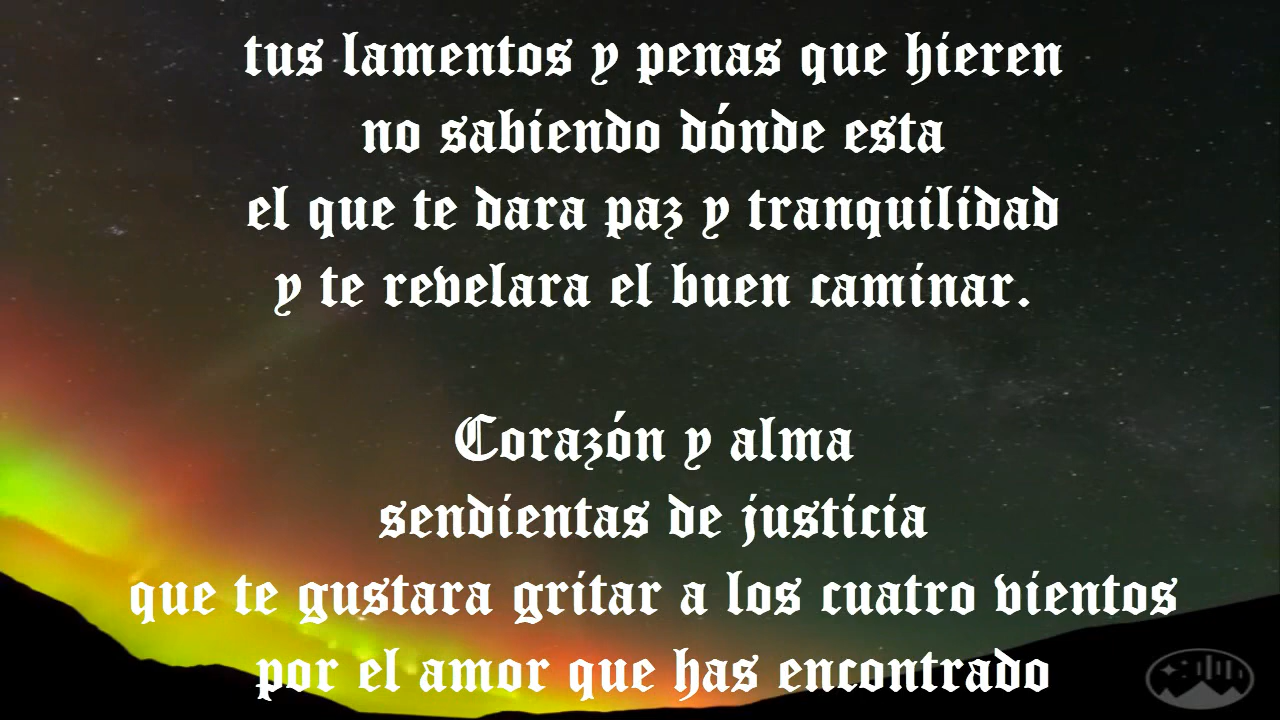 tus lamentos y penas que hieren
no sabiendo dónde esta
el que te dara paz y tranquilidad
y te revelara el buen caminar.
Corazón y alma
sendientas de justicia
que te gustara gritar a los cuatro vientos
por el amor que has encontrado